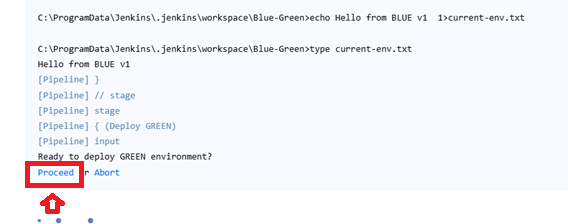 C:\ProgramData\Jenkins\.jenkins\workspace\Blue-Green>echo Hello from BLUE v1  1>current-env.txt
C:\ProgramData\Jenkins\.jenkins\workspace\Blue-Green>type current-env.txt
Hello from BLUE v1
[Pipeline] }
[Pipeline] // stage
[Pipeline] stage
[Pipeline] { (Deploy GREEN)
[Pipeline] input
Ready to deploy GREEN environment?
Proceed r Abort